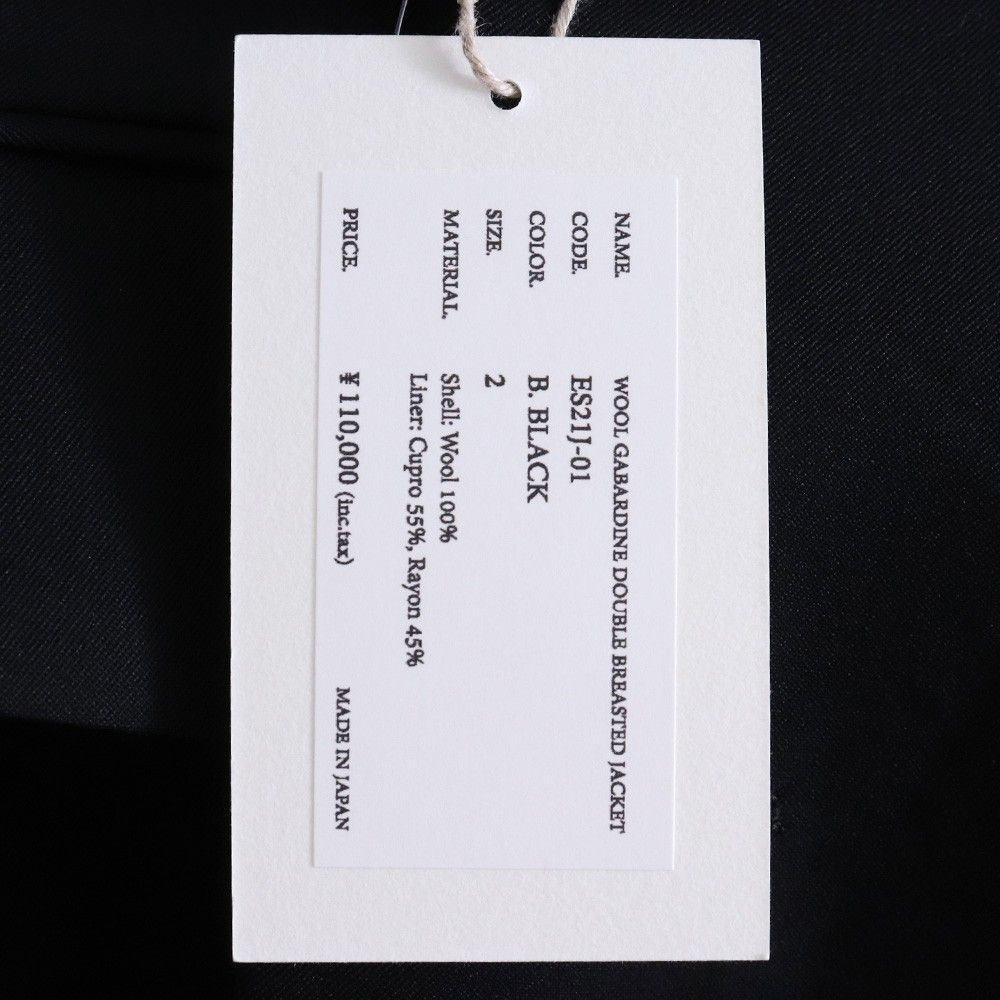 NAME. WOOL GABARDINE DOUBLE BREASTED JACKET
CODE. ES21J-01
COLOR. B. BLACK
SIZE. 2
MATERIAL. Shell: Wool 100%
Liner: Cupro 55%, Rayon 45%
PRICE. ¥ 110,000 (inc.tax) MADE IN JAPAN